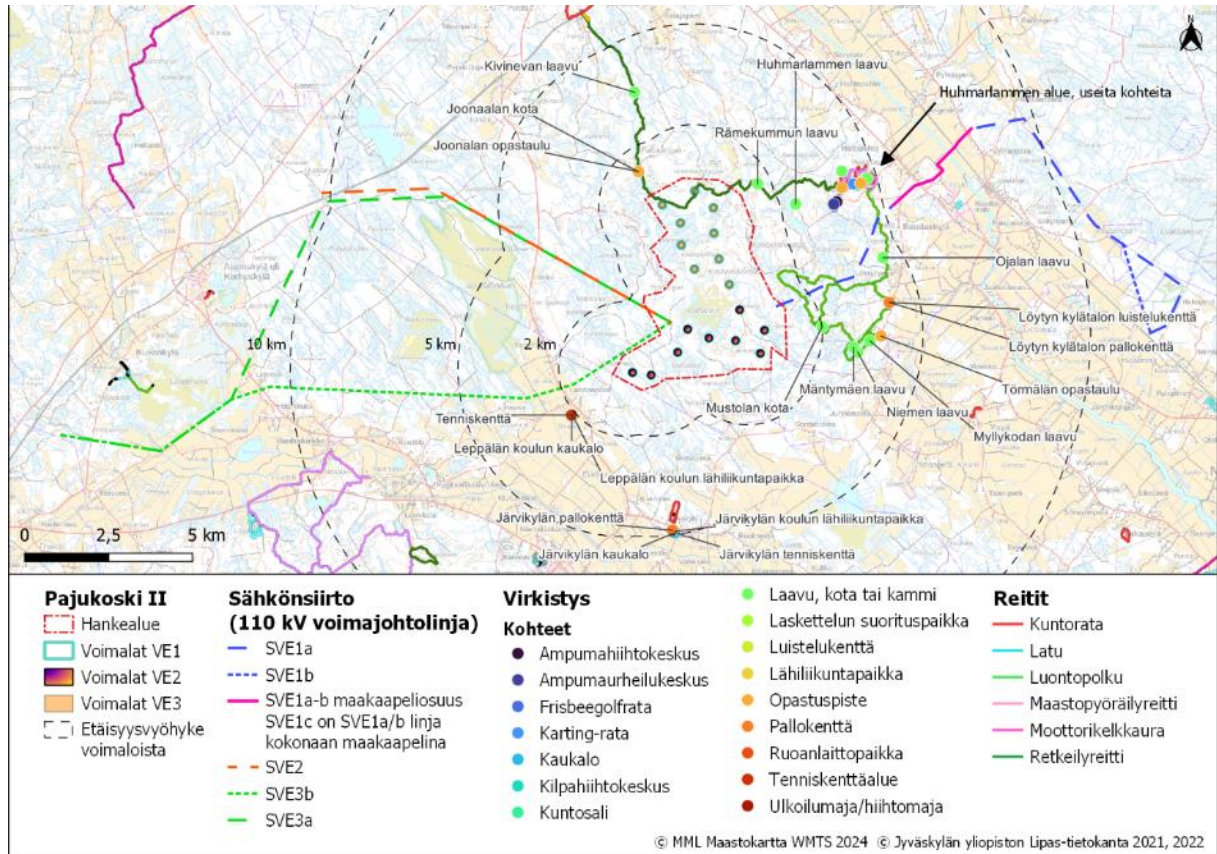 N
Kivinevan laavu
Huhmarlammen laavu
Joonaalan kota
Huhmarlammen alue, useita kohteita
Joonalan opastaulu
Rämekummun laavu
Ojalan laavu
Löytyn kylätalon luistelukenttä
10 km
5 km
2 km
Löytyn kylätalon pallokenttä
Mäntymäen laavu
Törmälän opastaulu
Mustolan kota
Niemen laavu
Tenniskenttä
Myllykodan laavu
Leppälän koulun kaukalo
Leppälän koulun lähiliikuntapaikka
Järvikylän pallokenttä
Järvikylän koulun lähiliikuntapaikka
Järvikylän kaukalo
Järvikylän tenniskenttä
0 2,5 5 km
Pajukoski II
Hankealue
Voimalat VE1
Voimalat VE2
Voimalat VE3
Etäisyysvyöhyke
voimaloista
Sähkönsiirto
(110 kV voimajohtolinja)
SVE1a
SVE1b
SVE1a-b maakaapeliosuus
SVE1c on SVE1a/b linja
kokonaan maakaapelina
SVE2
SVE3b
SVE3a
Virkistys
Kohteet
Ampumahiihtokeskus
Ampumaurheilukeskus
Frisbeegolfrata
Karting-rata
Kaukalo
Kilpahiihtokeskus
Kuntosali
Laavu, kota tai kammi
Laskettelun suorituspaikka
Luistelukenttä
Lähiliikuntapaikka
Opastuspiste
Pallokenttä
Ruoanlaittopaikka
Tenniskenttäalue
Ulkoilumaja/hiihtomaja
Reitit
Kuntorata
Latu
Luontopolku
Maastopyöräilyreitti
Moottorikelkkaura
Retkeilyreitti
© MML Maastokartta WMTS 2024 © Jyväskylän yliopiston Lipas-tietokanta 2021, 2022